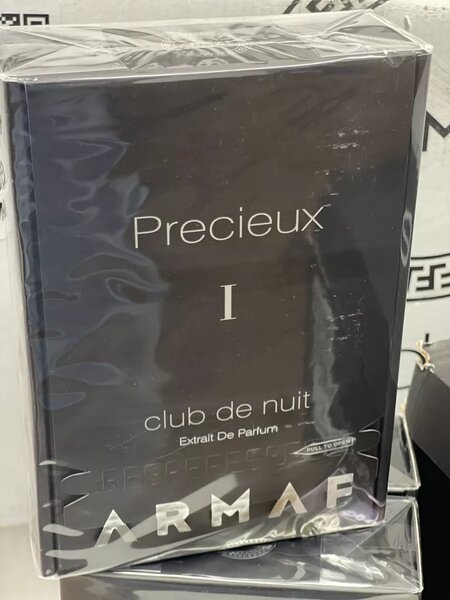 Precieux
I
club de nuit
Extrait De Parfum
PULL TO OPEN
ARMAF